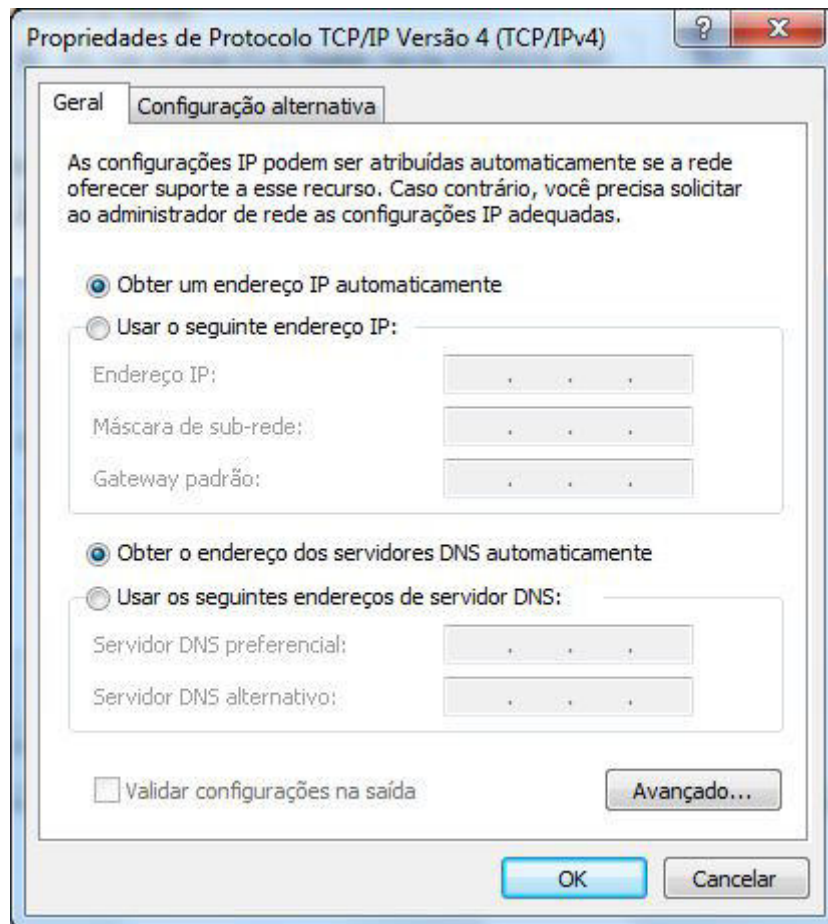 Propriedades de Protocolo TCP/IP Versão 4 (TCP/IPv4)
Geral
Configuração alternativa
As configurações IP podem ser atribuídas automaticamente se a rede
oferecer suporte a esse recurso. Caso contrário, você precisa solicitar
ao administrador de rede as configurações IP adequadas.
Obter um endereço IP automaticamente
Usar o seguinte endereço IP:
Endereço IP:
Máscara de sub-rede:
Gateway padrão:
Obter o endereço dos servidores DNS automaticamente
Usar os seguintes endereços de servidor DNS:
Servidor DNS preferencial:
Servidor DNS alternativo:
Validar configurações na saída
Avançado...
OK
Cancelar